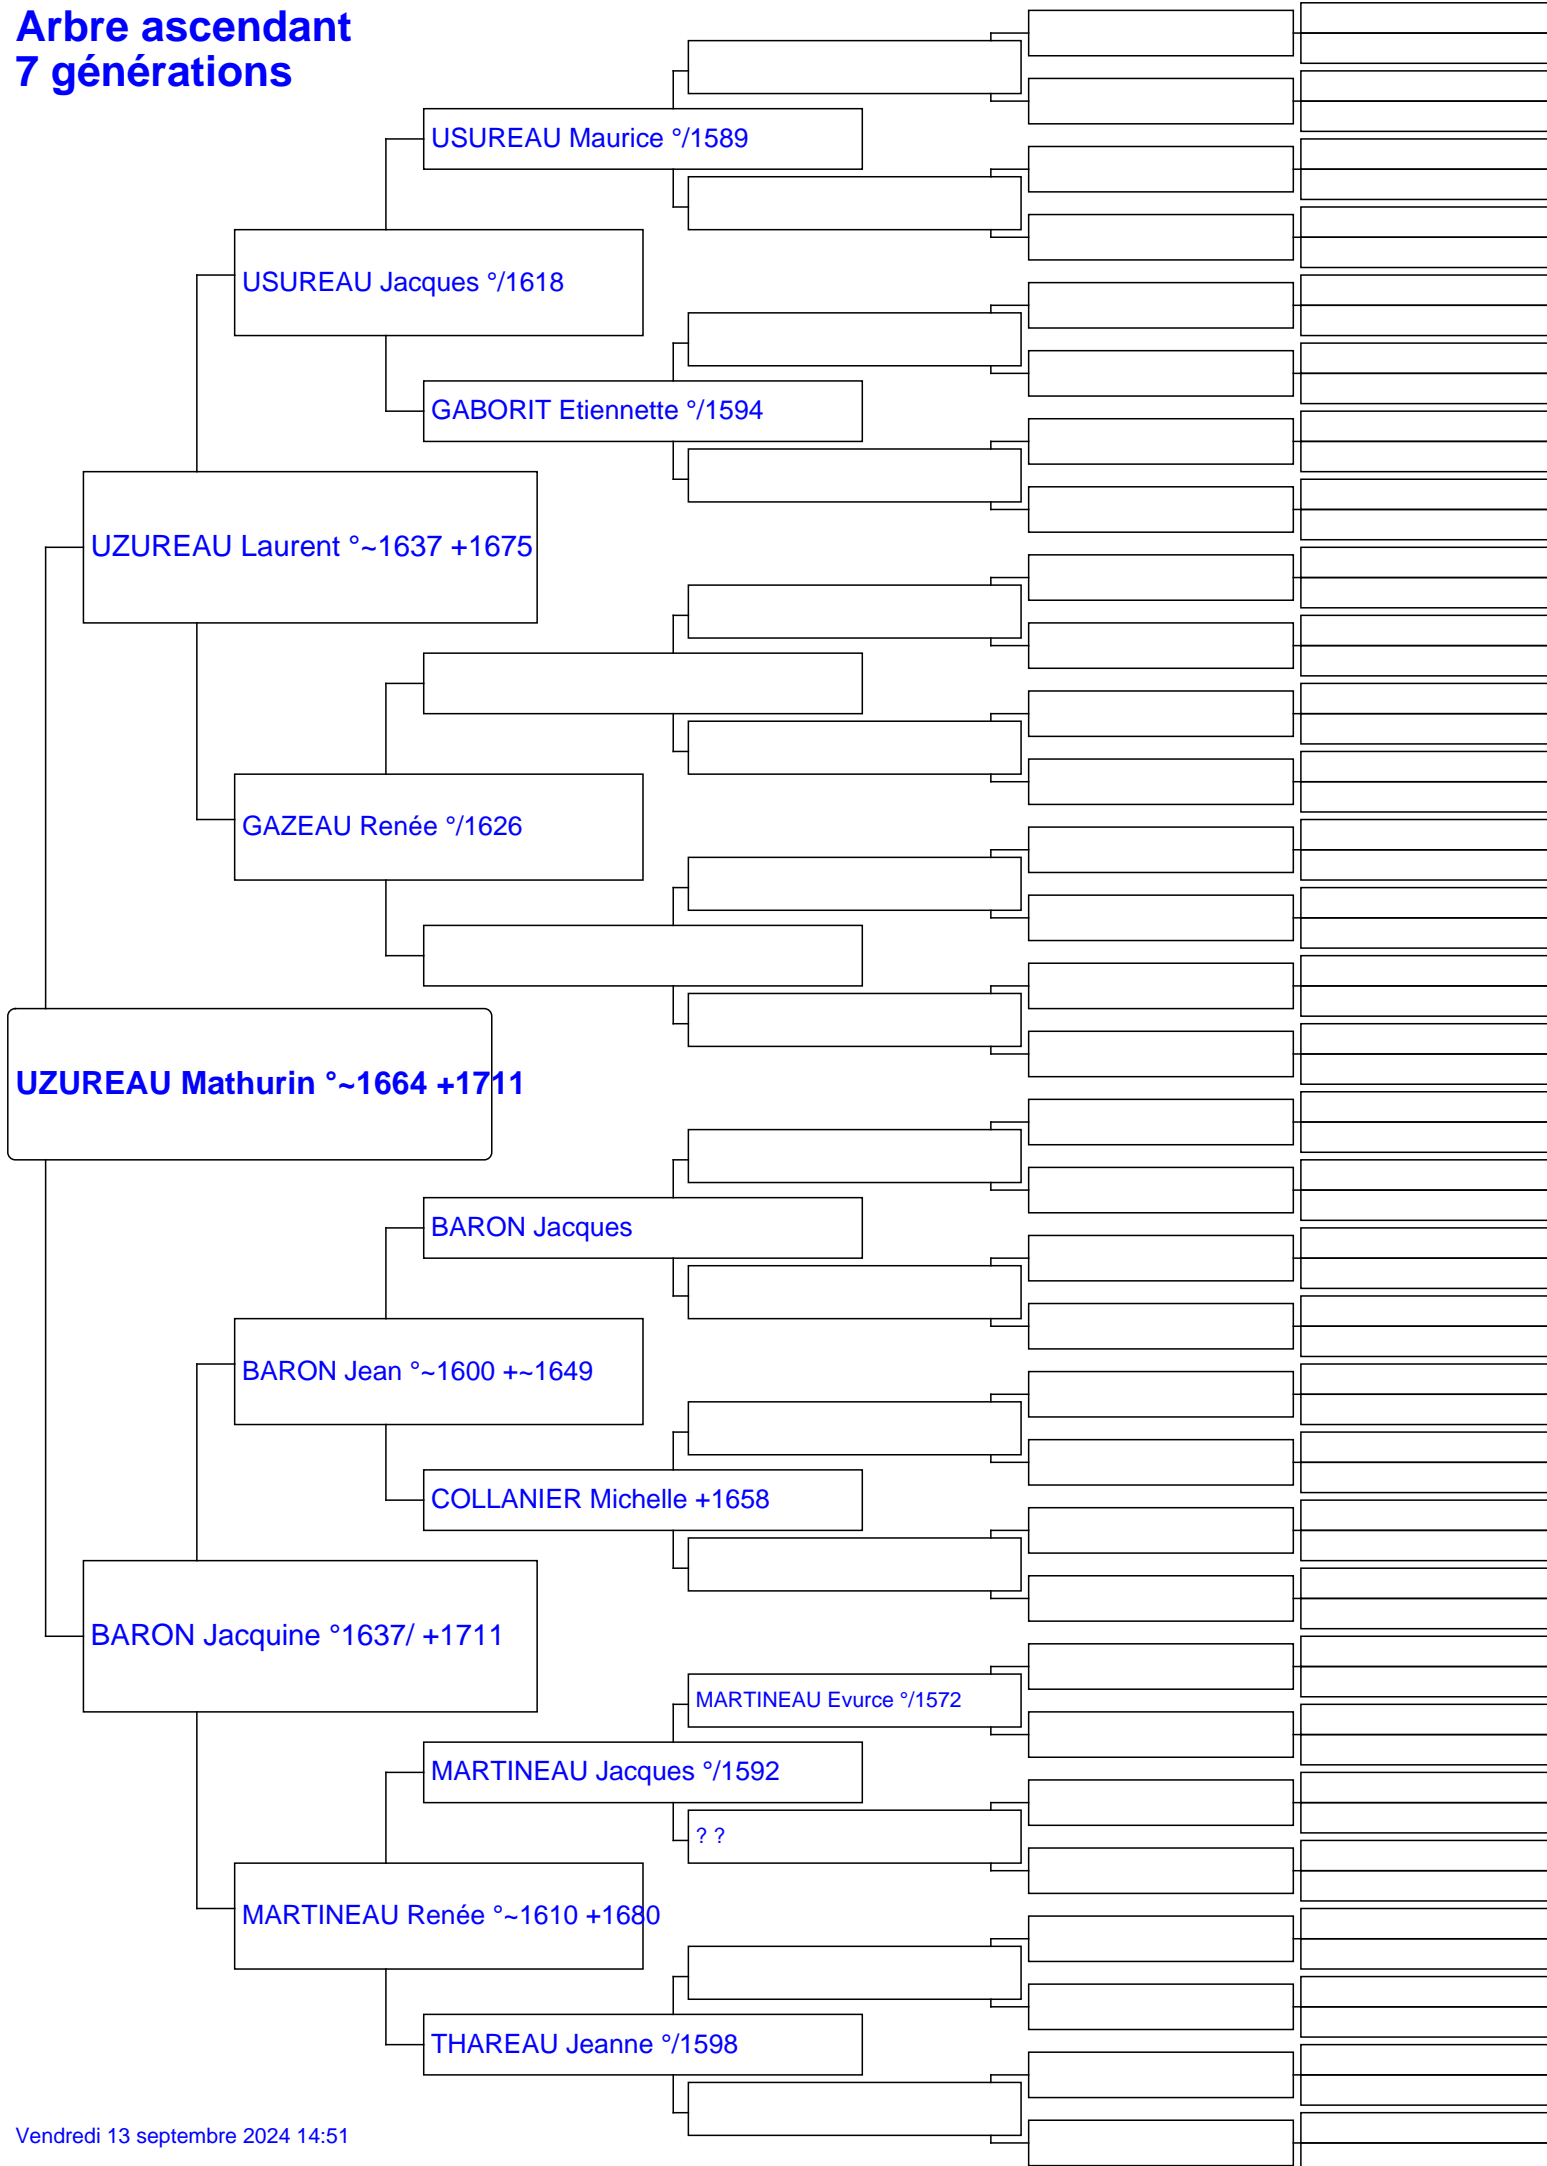 Arbre ascendant
7 générations
USUREAU Maurice °/1589
USUREAU Jacques °/1618
GABORIT Etiennette °/1594
UZUREAU Laurent °~1637 +1675
GAZEAU Renée °/1626
UZUREAU Mathurin °~1664 +1711
BARON Jacques
BARON Jean °~1600 +~1649
COLLANIER Michelle +1658
BARON Jacquine °1637/ +1711
MARTINEAU Evurce °/1572
MARTINEAU Jacques °/1592
? ?
MARTINEAU Renée °~1610 +1680
THAREAU Jeanne °/1598
Vendredi 13 septembre 2024 14:51